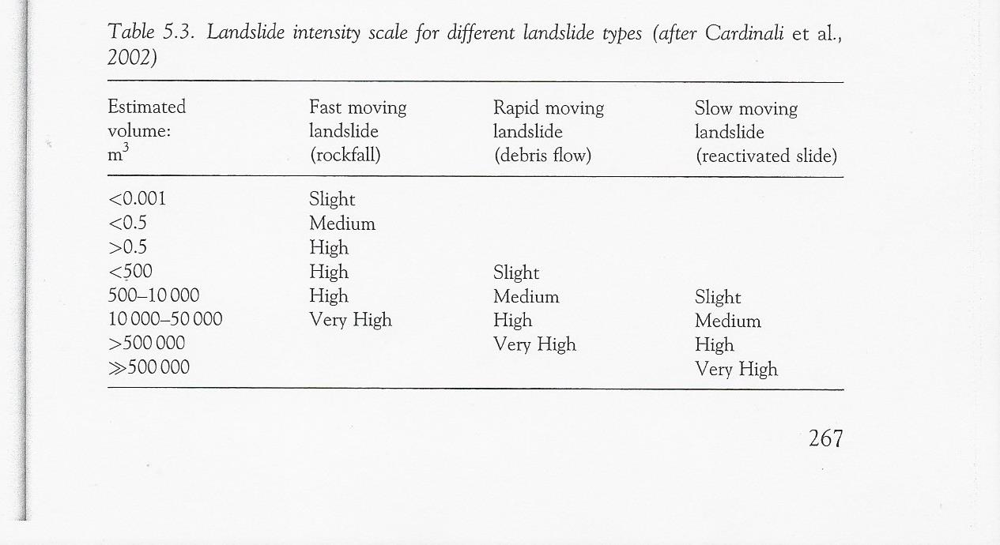 Table 5.3. Landslide intensity scale for different landslide types (after Cardinali et al.,
2002)
Estimated Fast moving Rapid moving Slow moving
volume: landslide landslide landslide
m³ (rockfall) (debris flow) (reactivated slide)
<0.001 Slight
<0.5 Medium
>0.5 High
<500 High Slight
500–10 000 High Medium Slight
10 000–50 000 Very High High Medium
>500 000 Very High High
≫500 000 Very High
267